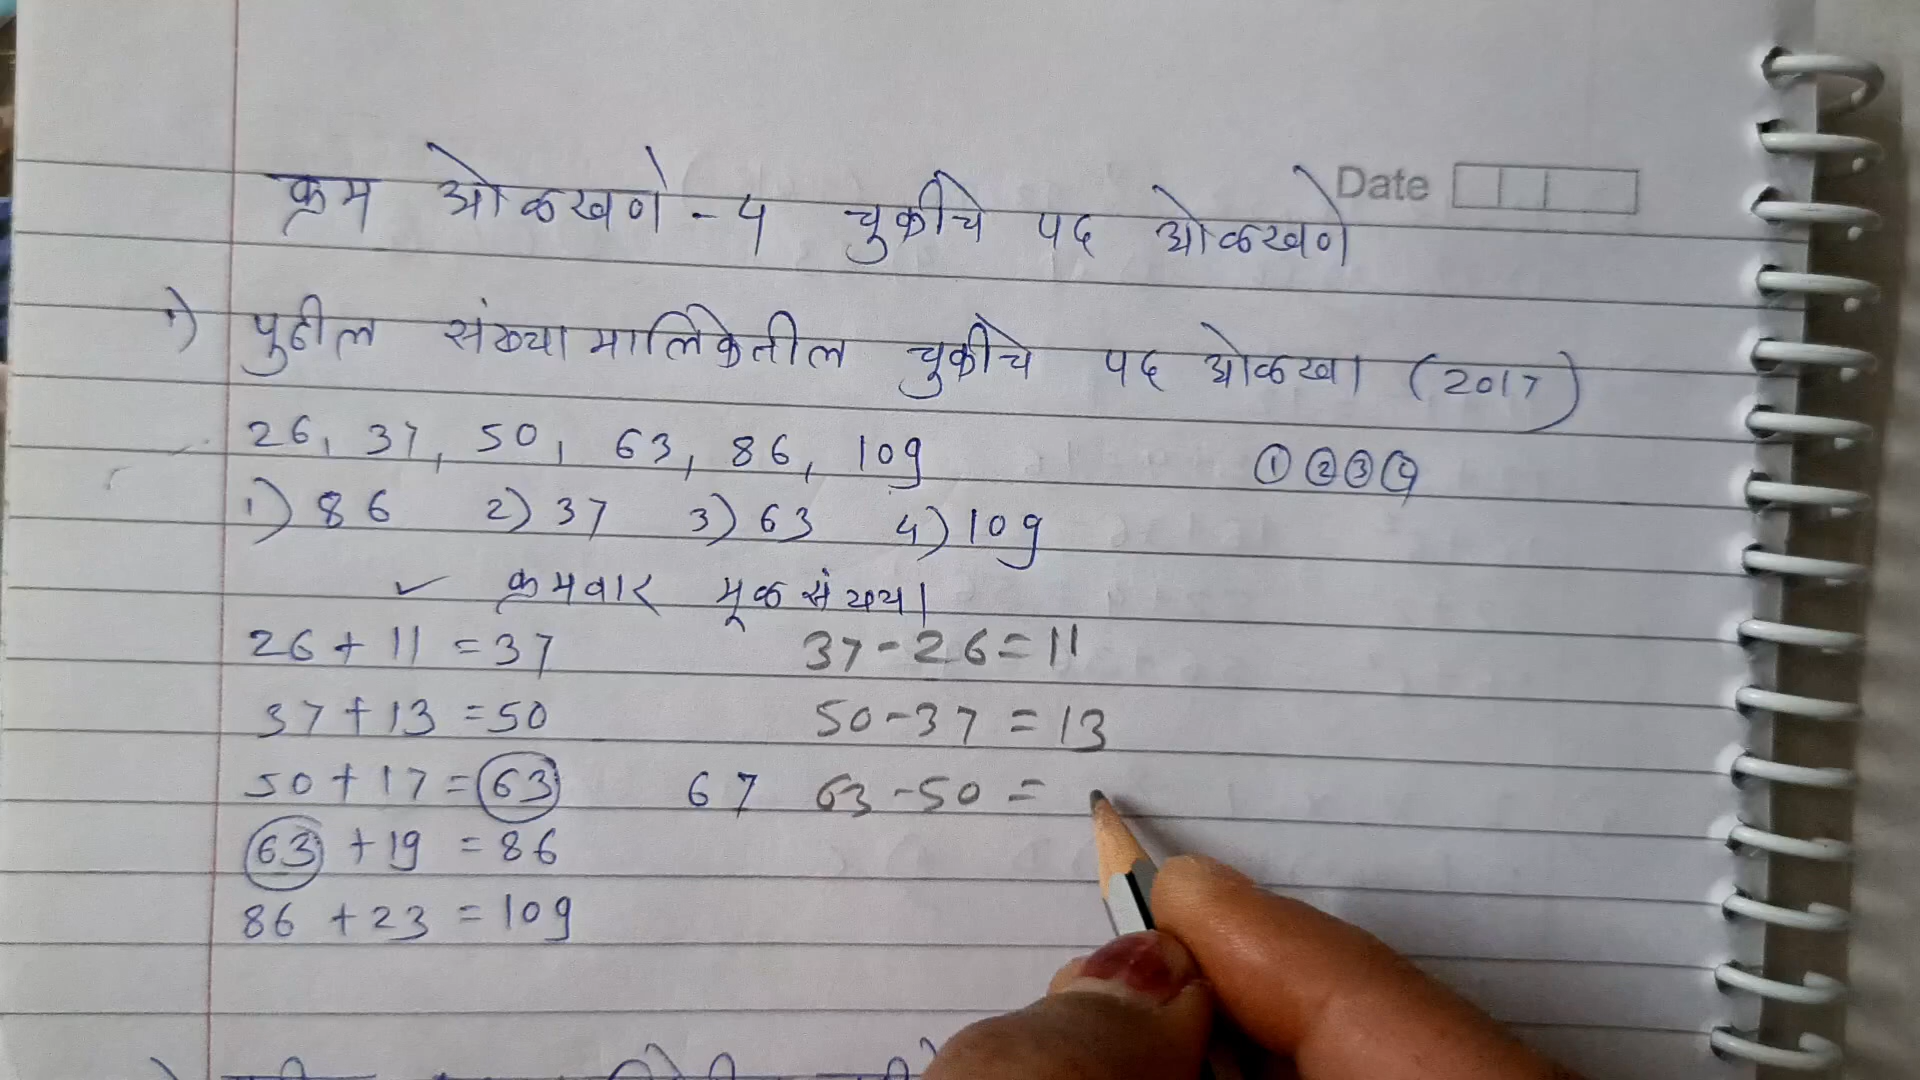 Date
क्रम ओळखणे - 4 चुकीचे पद ओळखणे
1) पुढील संख्यामालिकेतील चुकीचे पद ओळखा (2017)
26, 37, 50, 63, 86, 109
① ② ③ ④
1) 86 2) 37 3) 63 4) 109
✓ क्रमवार मूळ संख्या
26 + 11 = 37 37 - 26 = 11
37 + 13 = 50 50 - 37 = 13
50 + 17 = 63 67 63 - 50 =
63 + 19 = 86
86 + 23 = 109